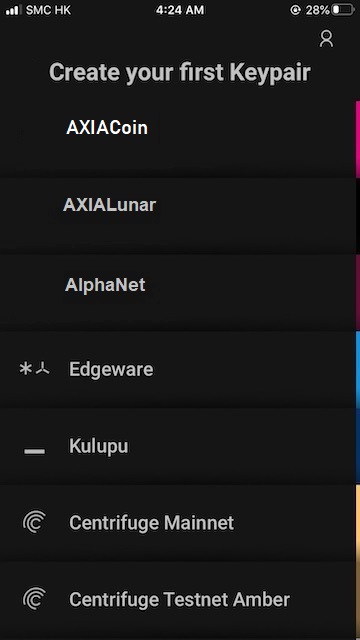 SMC HK 4:24 AM 28%
Create your first Keypair
AXIACoin
AXIALunar
AlphaNet
Edgeware
Kulupu
Centrifuge Mainnet
Centrifuge Testnet Amber